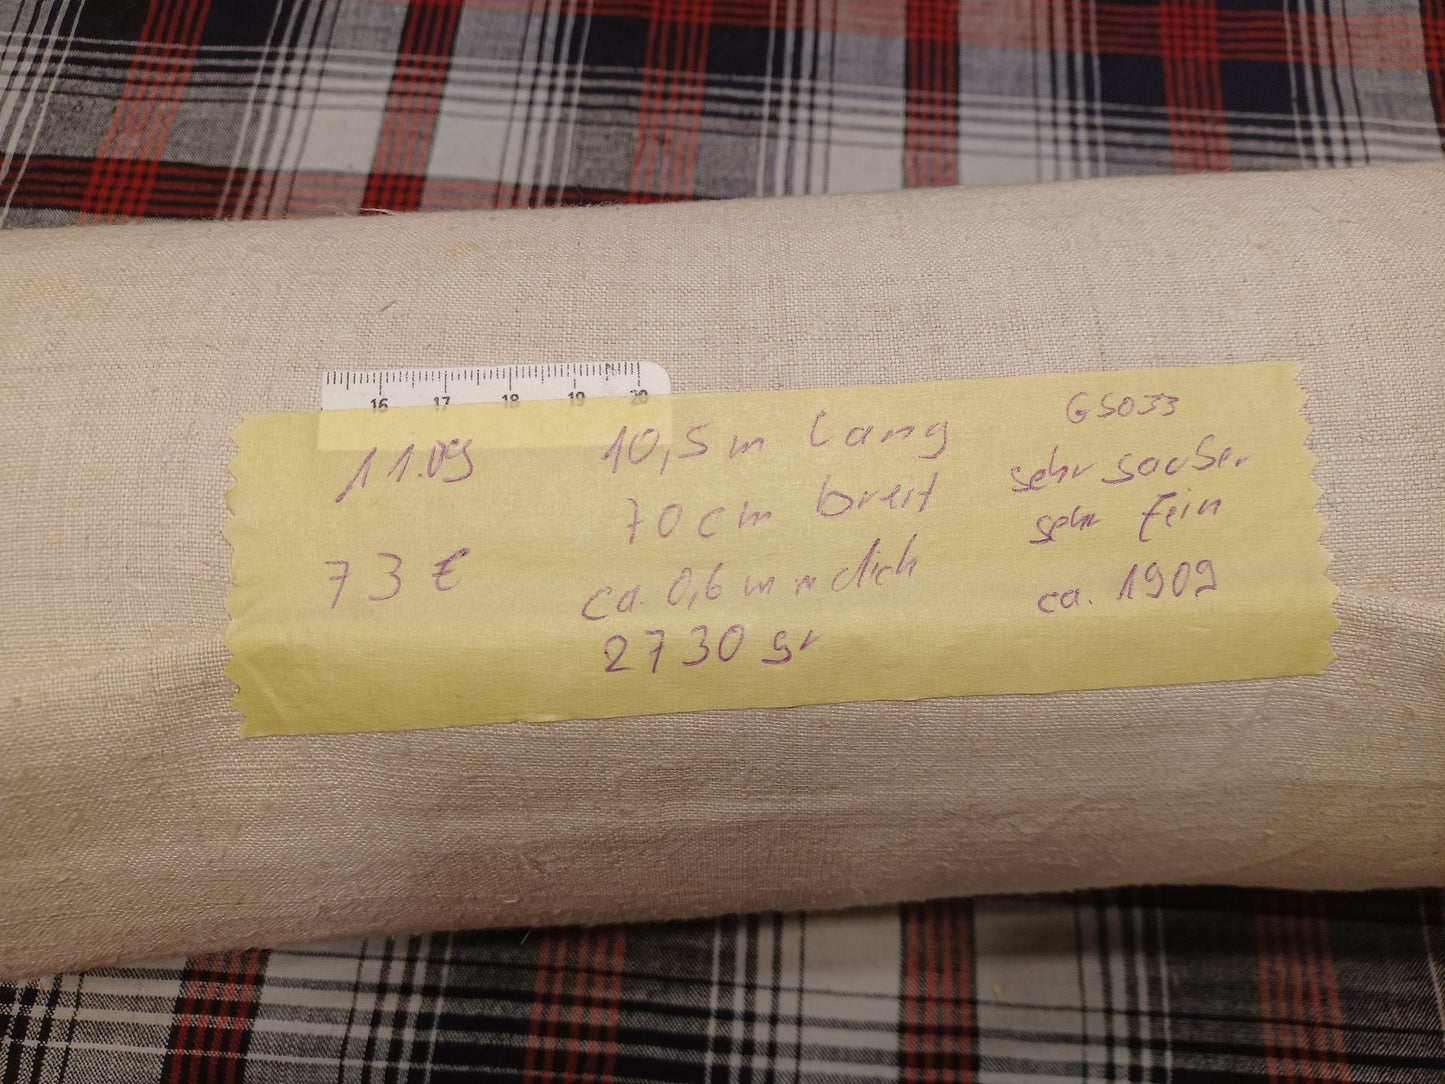 16 17 18 19 20
11.09
73 €
10,5 m lang
70 cm breit
ca. 0,6 mm dick
2730 gr
GS033
sehr sauber
sehr fein
ca. 1909